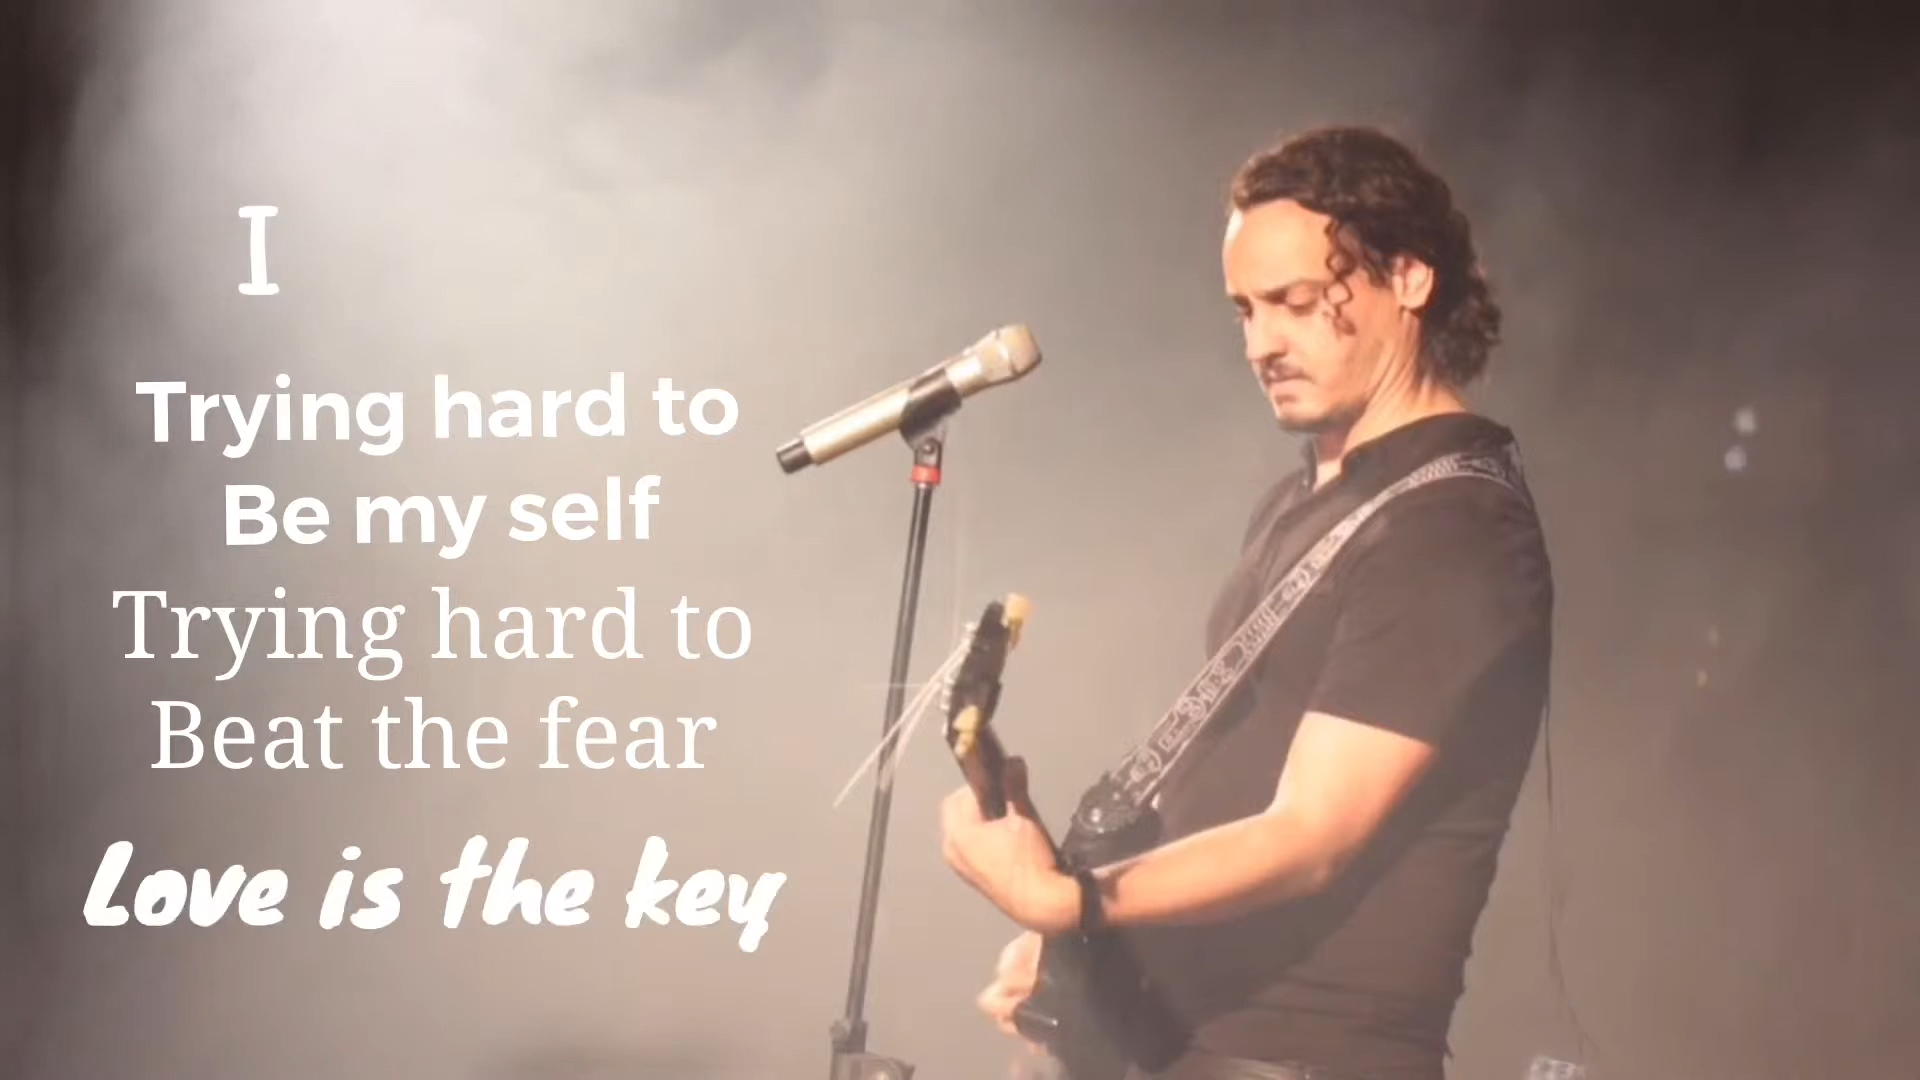 I
Trying hard to
Be my self
Trying hard to
Beat the fear
Love is the key